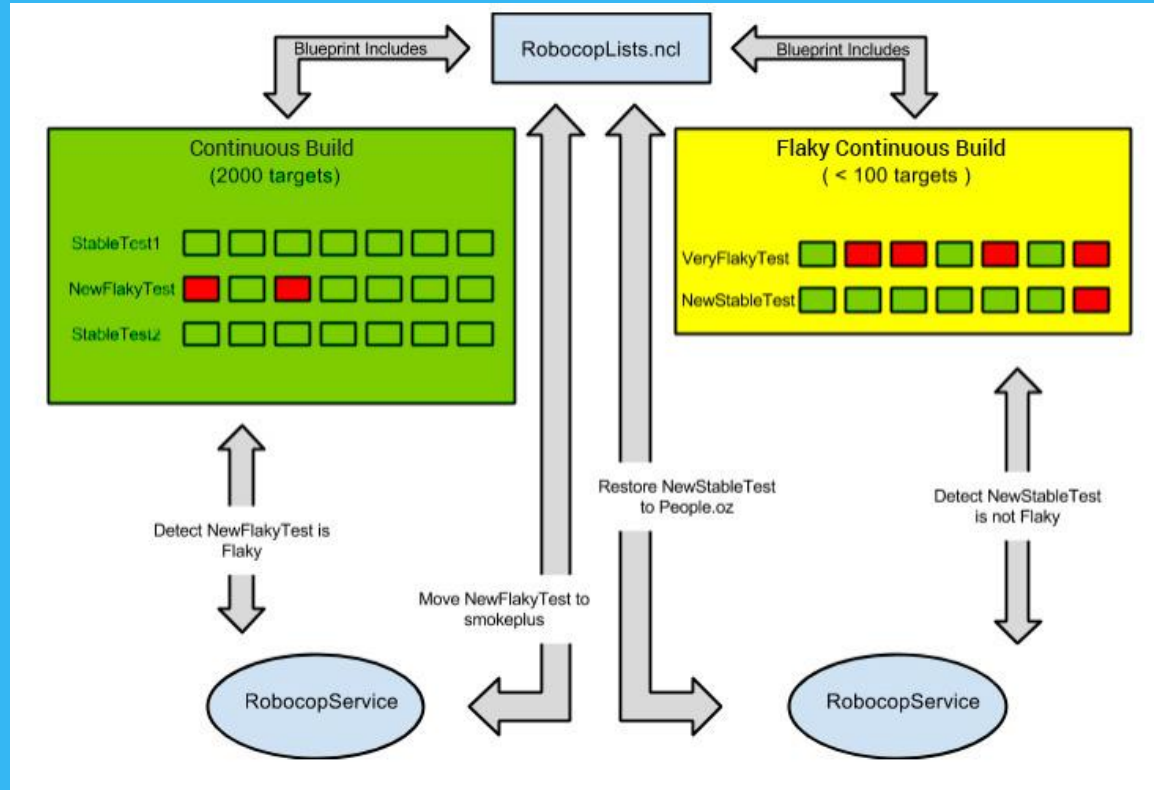 Blueprint Includes
RobocopLists.ncl
Blueprint Includes
Continuous Build
(2000 targets)
StableTest1
NewFlakyTest
StableTest2
Flaky Continuous Build
( < 100 targets )
VeryFlakyTest
NewStableTest
Detect NewFlakyTest is
Flaky
Move NewFlakyTest to
smokeplus
Restore NewStableTest
to People.oz
Detect NewStableTest
is not Flaky
RobocopService
RobocopService